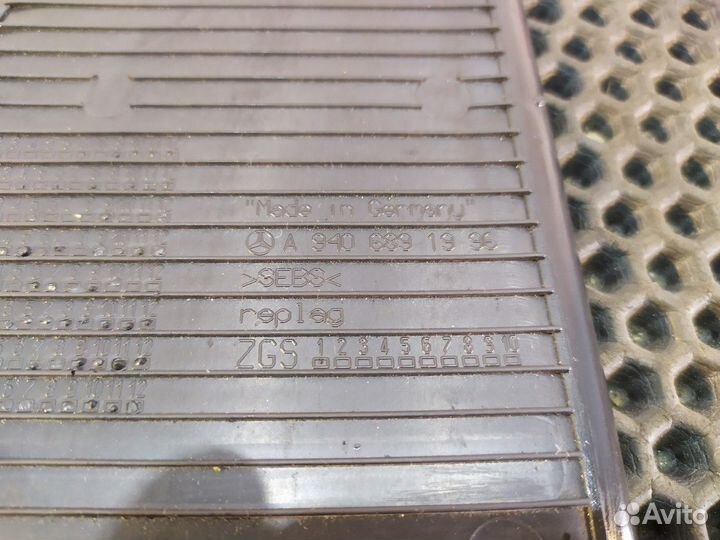 "Made in Germany"
A 940 689 19 96
>SEBS<
replag
ZGS 1 2 3 4 5 6 7 8 9 10
Avito